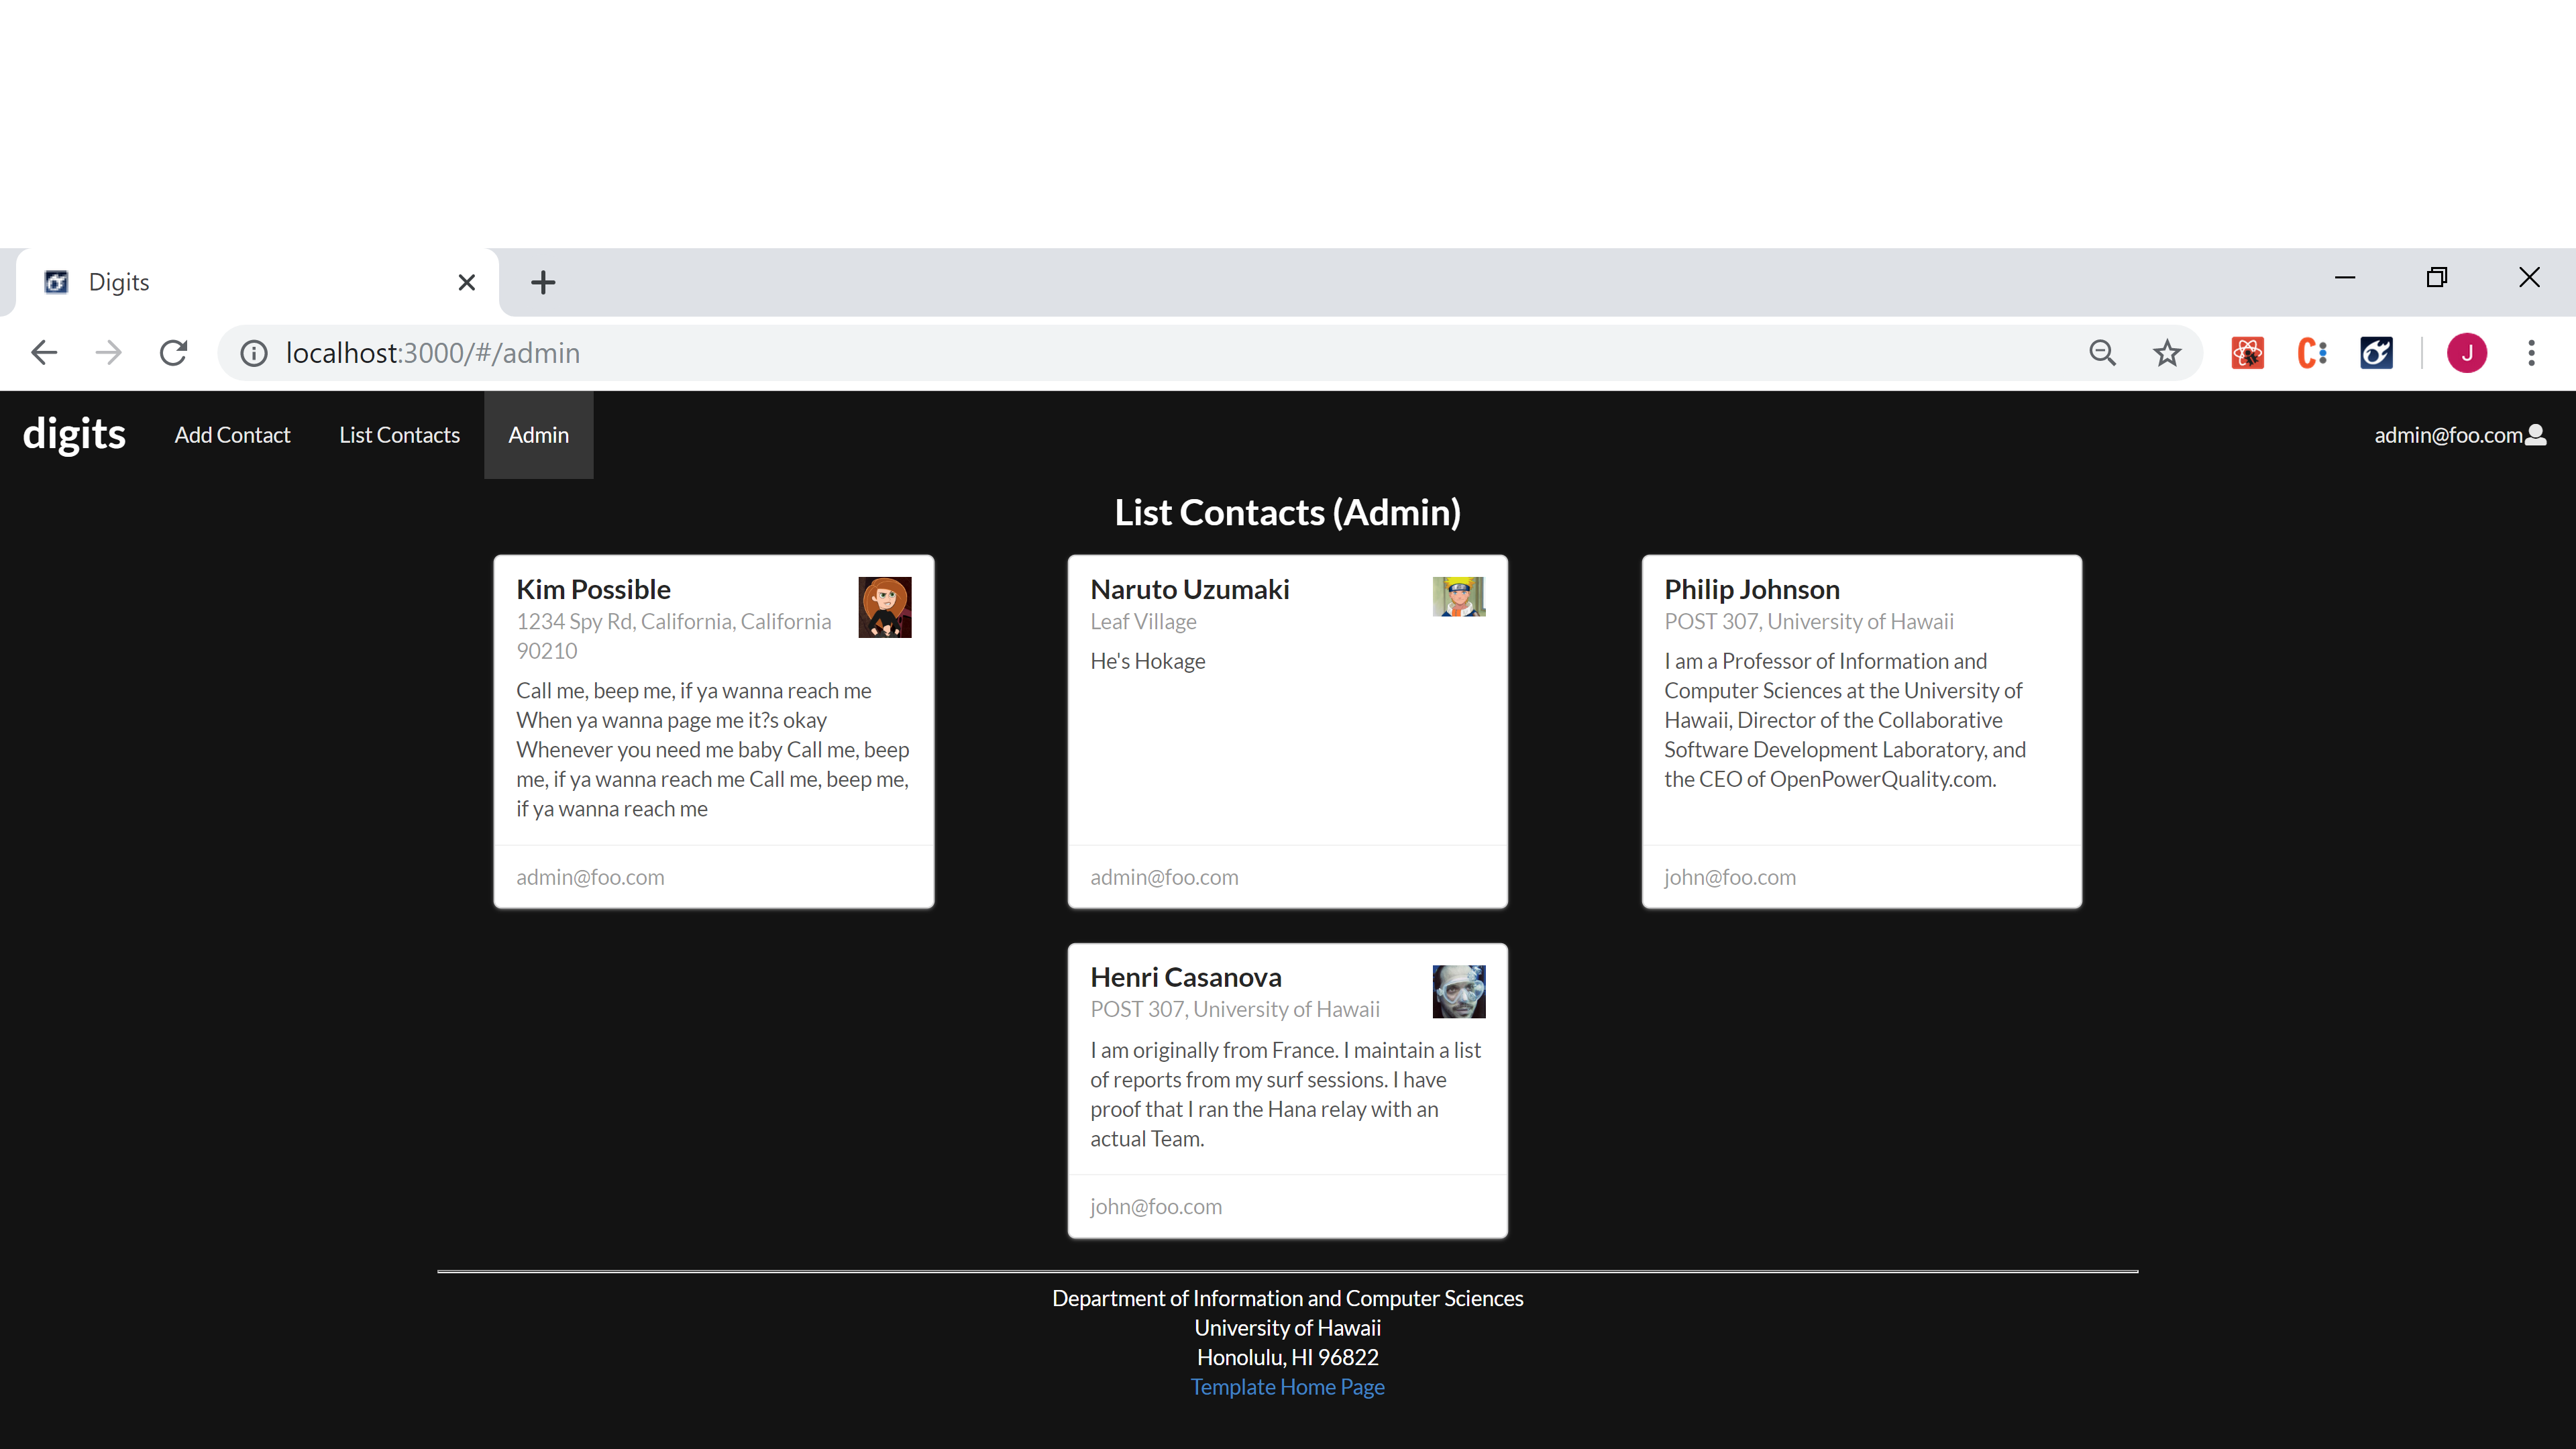 Digits
localhost:3000/#/admin
J
digits
Add Contact
List Contacts
Admin
admin@foo.com
List Contacts (Admin)
Kim Possible
1234 Spy Rd, California, California
90210
Call me, beep me, if ya wanna reach me
When ya wanna page me it?s okay
Whenever you need me baby Call me, beep
me, if ya wanna reach me Call me, beep me,
if ya wanna reach me
admin@foo.com
Naruto Uzumaki
Leaf Village
He's Hokage
admin@foo.com
Philip Johnson
POST 307, University of Hawaii
I am a Professor of Information and
Computer Sciences at the University of
Hawaii, Director of the Collaborative
Software Development Laboratory, and
the CEO of OpenPowerQuality.com.
john@foo.com
Henri Casanova
POST 307, University of Hawaii
I am originally from France. I maintain a list
of reports from my surf sessions. I have
proof that I ran the Hana relay with an
actual Team.
john@foo.com
Department of Information and Computer Sciences
University of Hawaii
Honolulu, HI 96822
Template Home Page